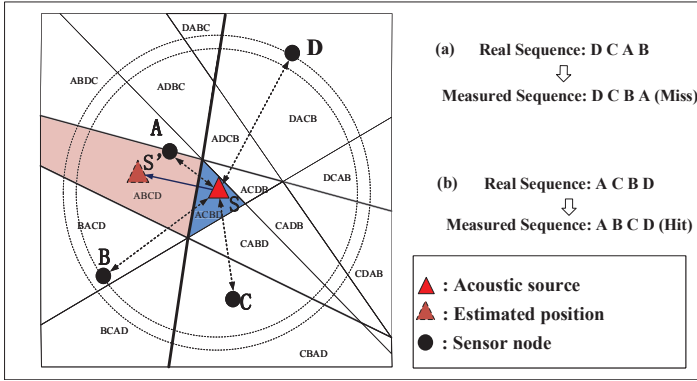 DABC
D
ABDC
ADBC
DACB
A
ADCB
S'
DCAB
ABCD
ACDB
S
ACBD
BACD
CADB
CABD
B
C
CDAB
BCAD
CBAD
(a) Real Sequence: D C A B
Measured Sequence: D C B A (Miss)
(b) Real Sequence: A C B D
Measured Sequence: A B C D (Hit)
: Acoustic source
: Estimated position
: Sensor node